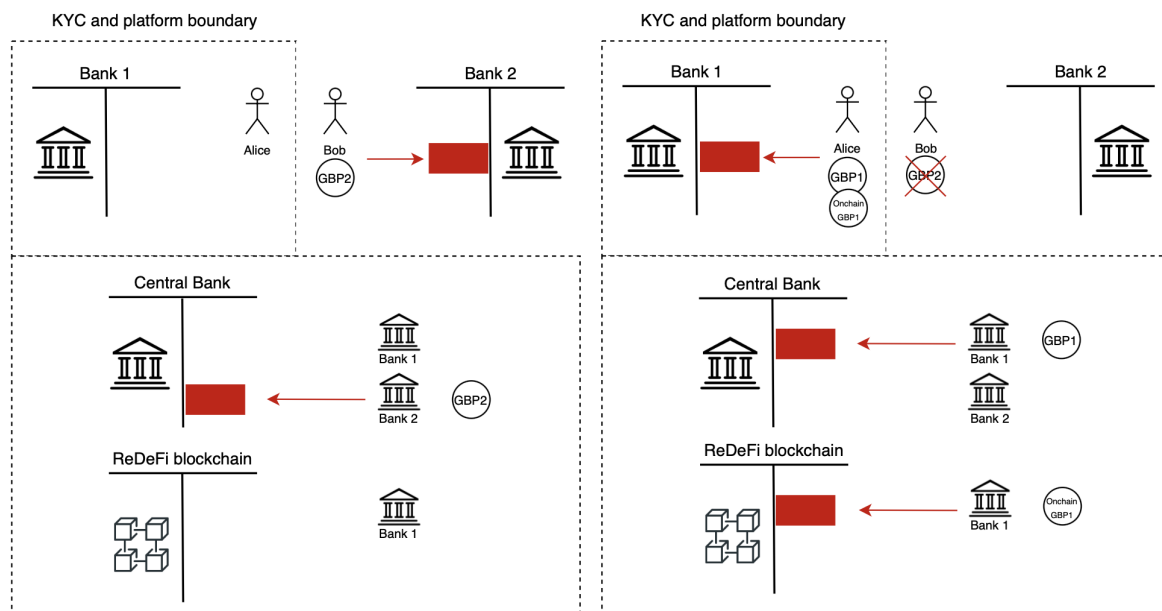 KYC and platform boundary
Bank 1
Bank 2
Alice
Bob
GBP2
Central Bank
Bank 1
Bank 2
GBP2
ReDeFi blockchain
Bank 1
KYC and platform boundary
Bank 1
Bank 2
Alice
Bob
GBP1
GBP2
Onchain
GBP1
Central Bank
Bank 1
GBP1
Bank 2
ReDeFi blockchain
Bank 1
Onchain
GBP1